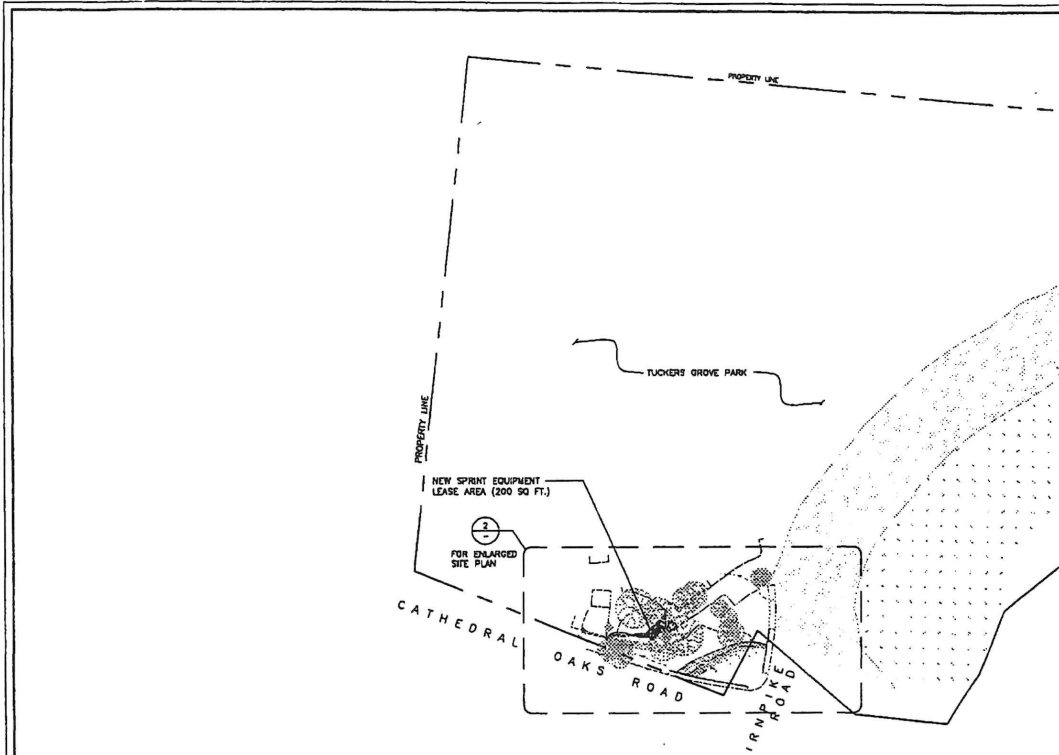 PROPERTY LINE
TUCKERS GROVE PARK
PROPERTY LINE
NEW SPRINT EQUIPMENT
LEASE AREA (200 SQ FT.)
2
-
FOR ENLARGED
SITE PLAN
CATHEDRAL OAKS ROAD
IRNPIKE
ROAD